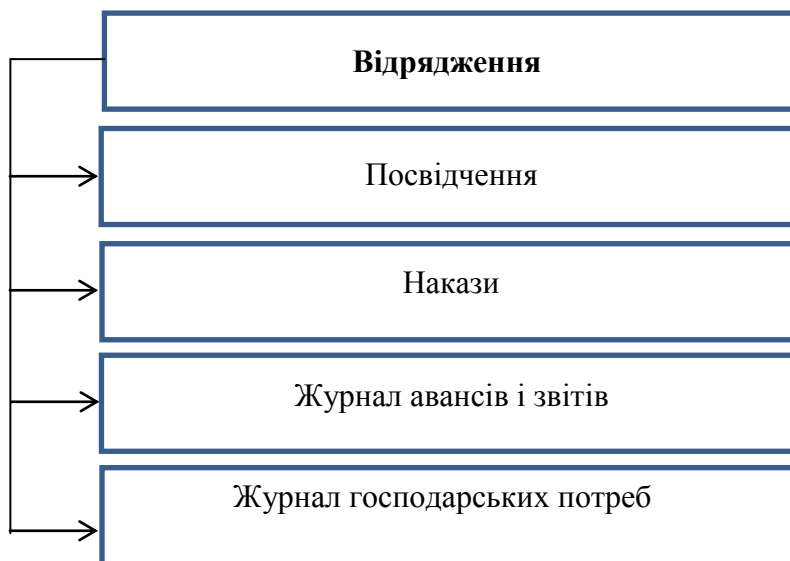 Відрядження
Посвідчення
Накази
Журнал авансів і звітів
Журнал господарських потреб